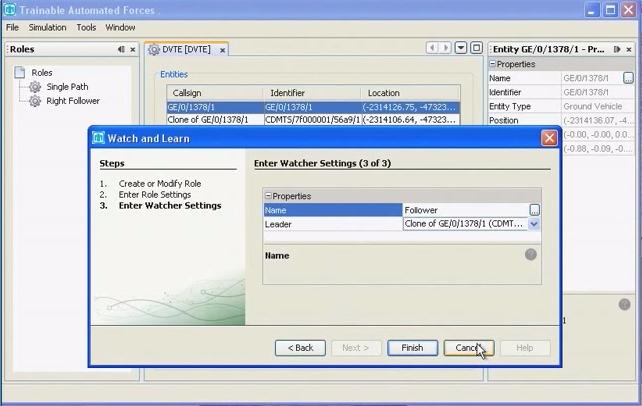 Trainable Automated Forces .
File Simulation Tools Window
Roles
Roles
Single Path
Right Follower
DVTE [DVTE]
Entities
Callsign Identifier Location
GE/0/1378/1 GE/0/1378/1 (-2314126.75, -47323...
Clone of GE/0/1378/1 CDMTS/7f000001/56a9/1 (-2314106.64, -47323...
Entity GE/0/1378/1 - Pr...
Properties
Name GE/0/1378/1
Identifier GE/0/1378/1
Entity Type Ground Vehicle
Position (-2314138.07, -4...
(-0.00, -0.00, 0.0...
(-0.88, -0.09, -0....
Watch and Learn
Steps
1. Create or Modify Role
2. Enter Role Settings
3. Enter Watcher Settings
Enter Watcher Settings (3 of 3)
Properties
Name Follower
Leader Clone of GE/0/1378/1 (CDMT...
Name
< Back Next > Finish Cancel Help